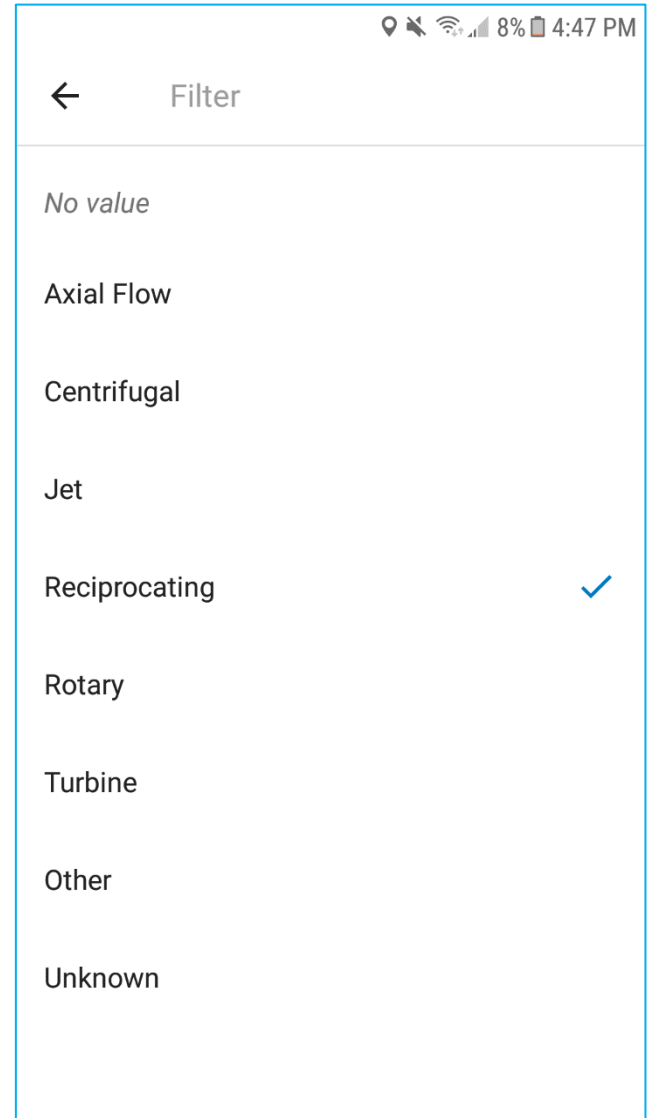 8% 4:47 PM
Filter
No value
Axial Flow
Centrifugal
Jet
Reciprocating
Rotary
Turbine
Other
Unknown